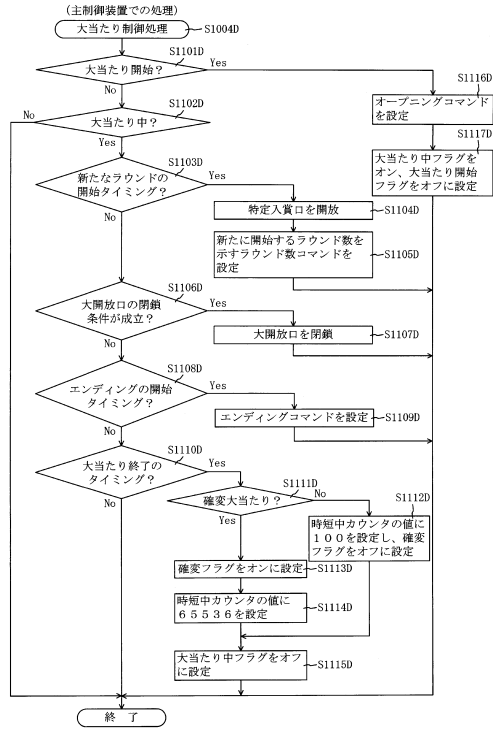 (主制御装置での処理)
大当たり制御処理
S1004D
S1101D
大当たり開始?
Yes
No
S1116D
オープニングコマンド
を設定
S1102D
No
大当たり中?
Yes
S1117D
大当たり中フラグを
オン、大当たり開始
フラグをオフに設定
S1103D
新たなラウンドの
開始タイミング?
Yes
No
特定入賞口を開放
S1104D
新たに開始するラウンド数を
示すラウンド数コマンドを
設定
S1105D
S1106D
大開放口の閉鎖
条件が成立?
Yes
No
大開放口を閉鎖
S1107D
S1108D
エンディングの開始
タイミング?
Yes
No
エンディングコマンドを設定
S1109D
S1110D
大当たり終了の
タイミング?
Yes
No
S1111D
確変大当たり?
No
Yes
S1112D
時短中カウンタの値に
100を設定し、確変
フラグをオフに設定
確変フラグをオンに設定
S1113D
時短中カウンタの値に
65536を設定
S1114D
大当たり中フラグをオフ
に設定
S1115D
終 了